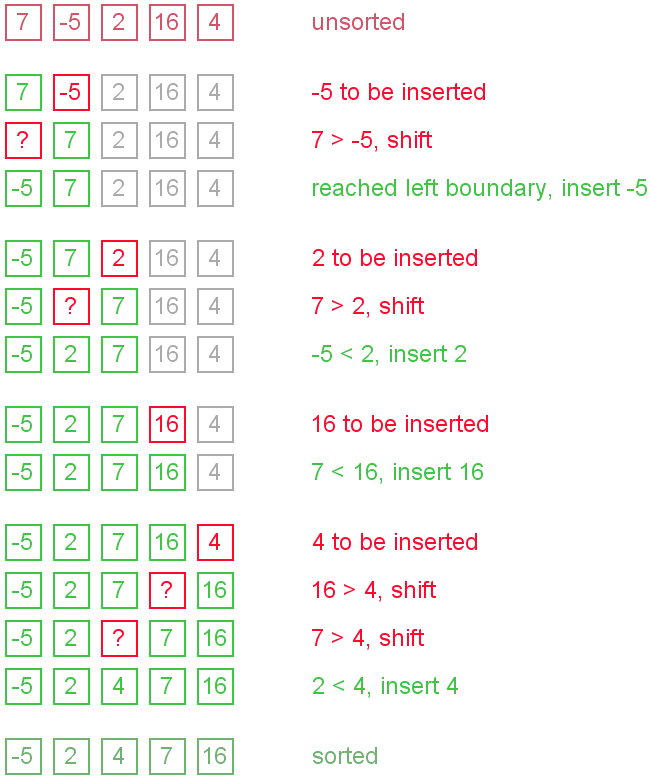 7 -5 2 16 4 unsorted
7 -5 2 16 4 -5 to be inserted
? 7 2 16 4 7 > -5, shift
-5 7 2 16 4 reached left boundary, insert -5
-5 7 2 16 4 2 to be inserted
-5 ? 7 16 4 7 > 2, shift
-5 2 7 16 4 -5 < 2, insert 2
-5 2 7 16 4 16 to be inserted
-5 2 7 16 4 7 < 16, insert 16
-5 2 7 16 4 4 to be inserted
-5 2 7 ? 16 16 > 4, shift
-5 2 ? 7 16 7 > 4, shift
-5 2 4 7 16 2 < 4, insert 4
-5 2 4 7 16 sorted